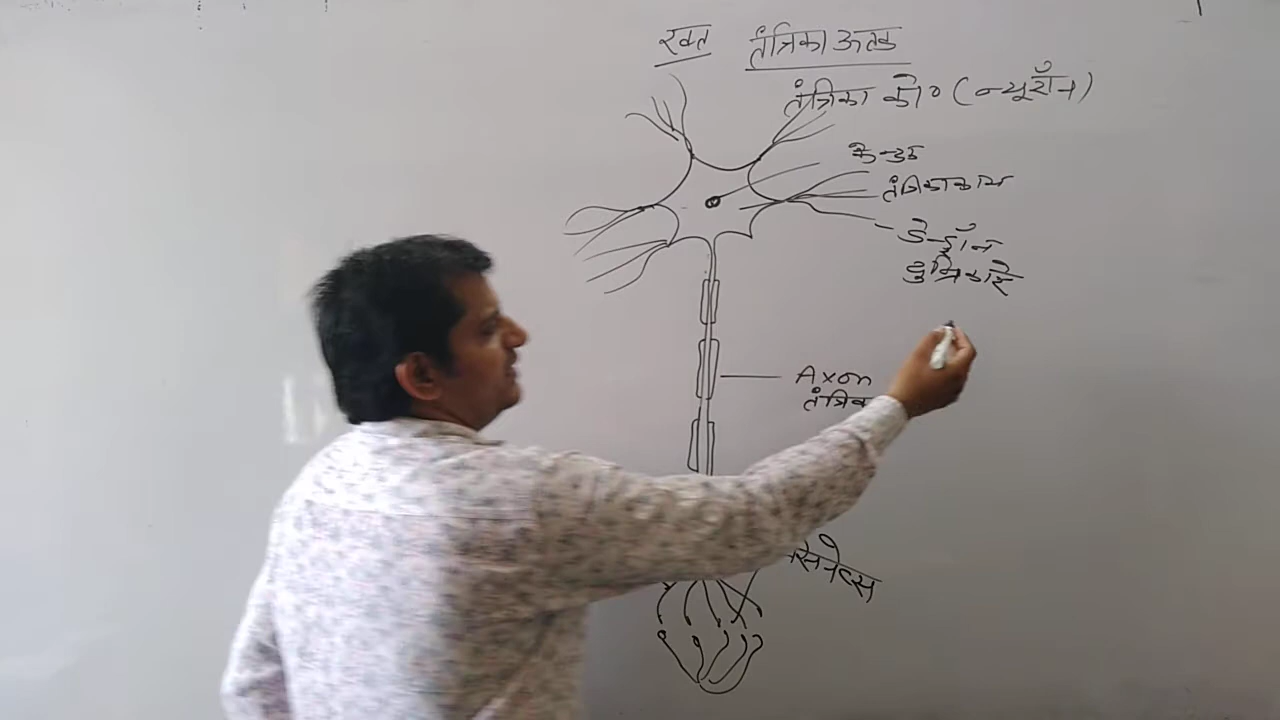 रक्त तंत्रिका ऊतक
तंत्रिका को० (न्यूरॉन)
केन्द्रक
तंत्रिकाकाय
डेन्ड्रॉन
Axon
सिनेप्स